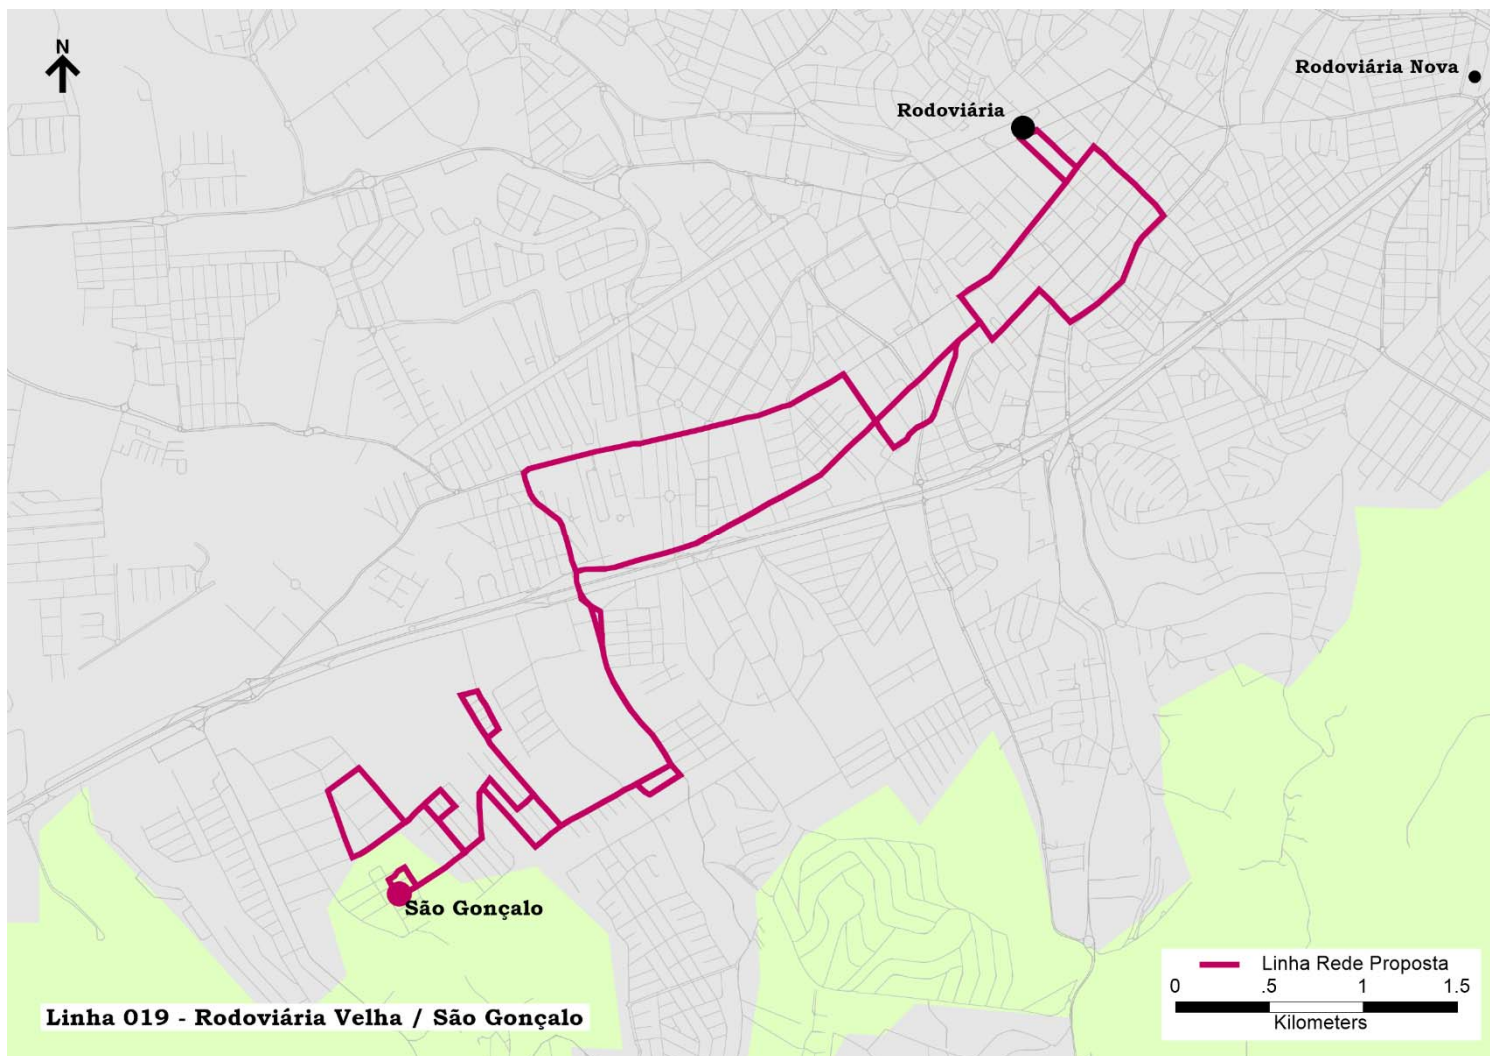 N
Rodoviária Nova
Rodoviária
São Gonçalo
Linha Rede Proposta
0 .5 1 1.5
Kilometers
Linha 019 - Rodoviária Velha / São Gonçalo